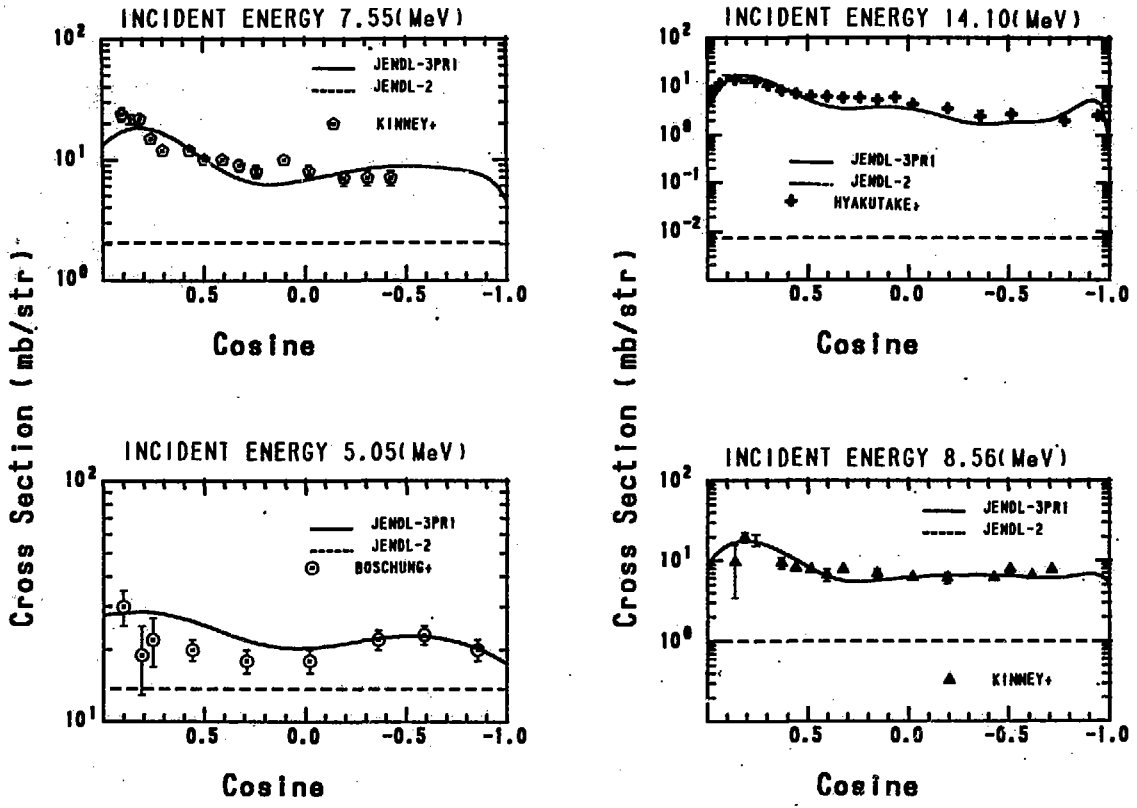 INCIDENT ENERGY 7.55(MeV)
10²
JENDL-3PR1
JENDL-2
KINNEY+
10¹
10⁰
0.5 0.0 -0.5 -1.0
Cosine
INCIDENT ENERGY 14.10(MeV)
10²
10¹
10⁰
10⁻¹
10⁻²
JENDL-3PR1
JENDL-2
HYAKUTAKE+
0.5 0.0 -0.5 -1.0
Cosine
Cross Section (mb/str)
Cross Section (mb/str)
INCIDENT ENERGY 5.05(MeV)
10²
JENDL-3PR1
JENDL-2
BOSCHUNG+
10¹
0.5 0.0 -0.5 -1.0
Cosine
INCIDENT ENERGY 8.56(MeV)
10²
JENDL-3PR1
JENDL-2
10¹
10⁰
KINNEY+
0.5 0.0 -0.5 -1.0
Cosine